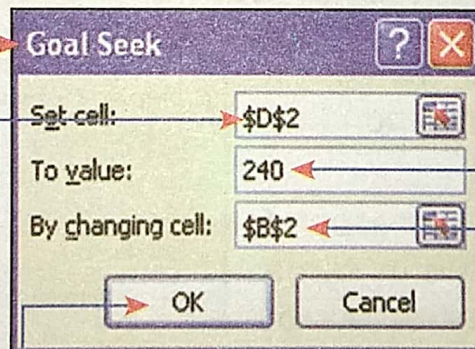 Goal Seek ? X
Set cell: $D$2
To value: 240
By changing cell: $B$2
OK Cancel